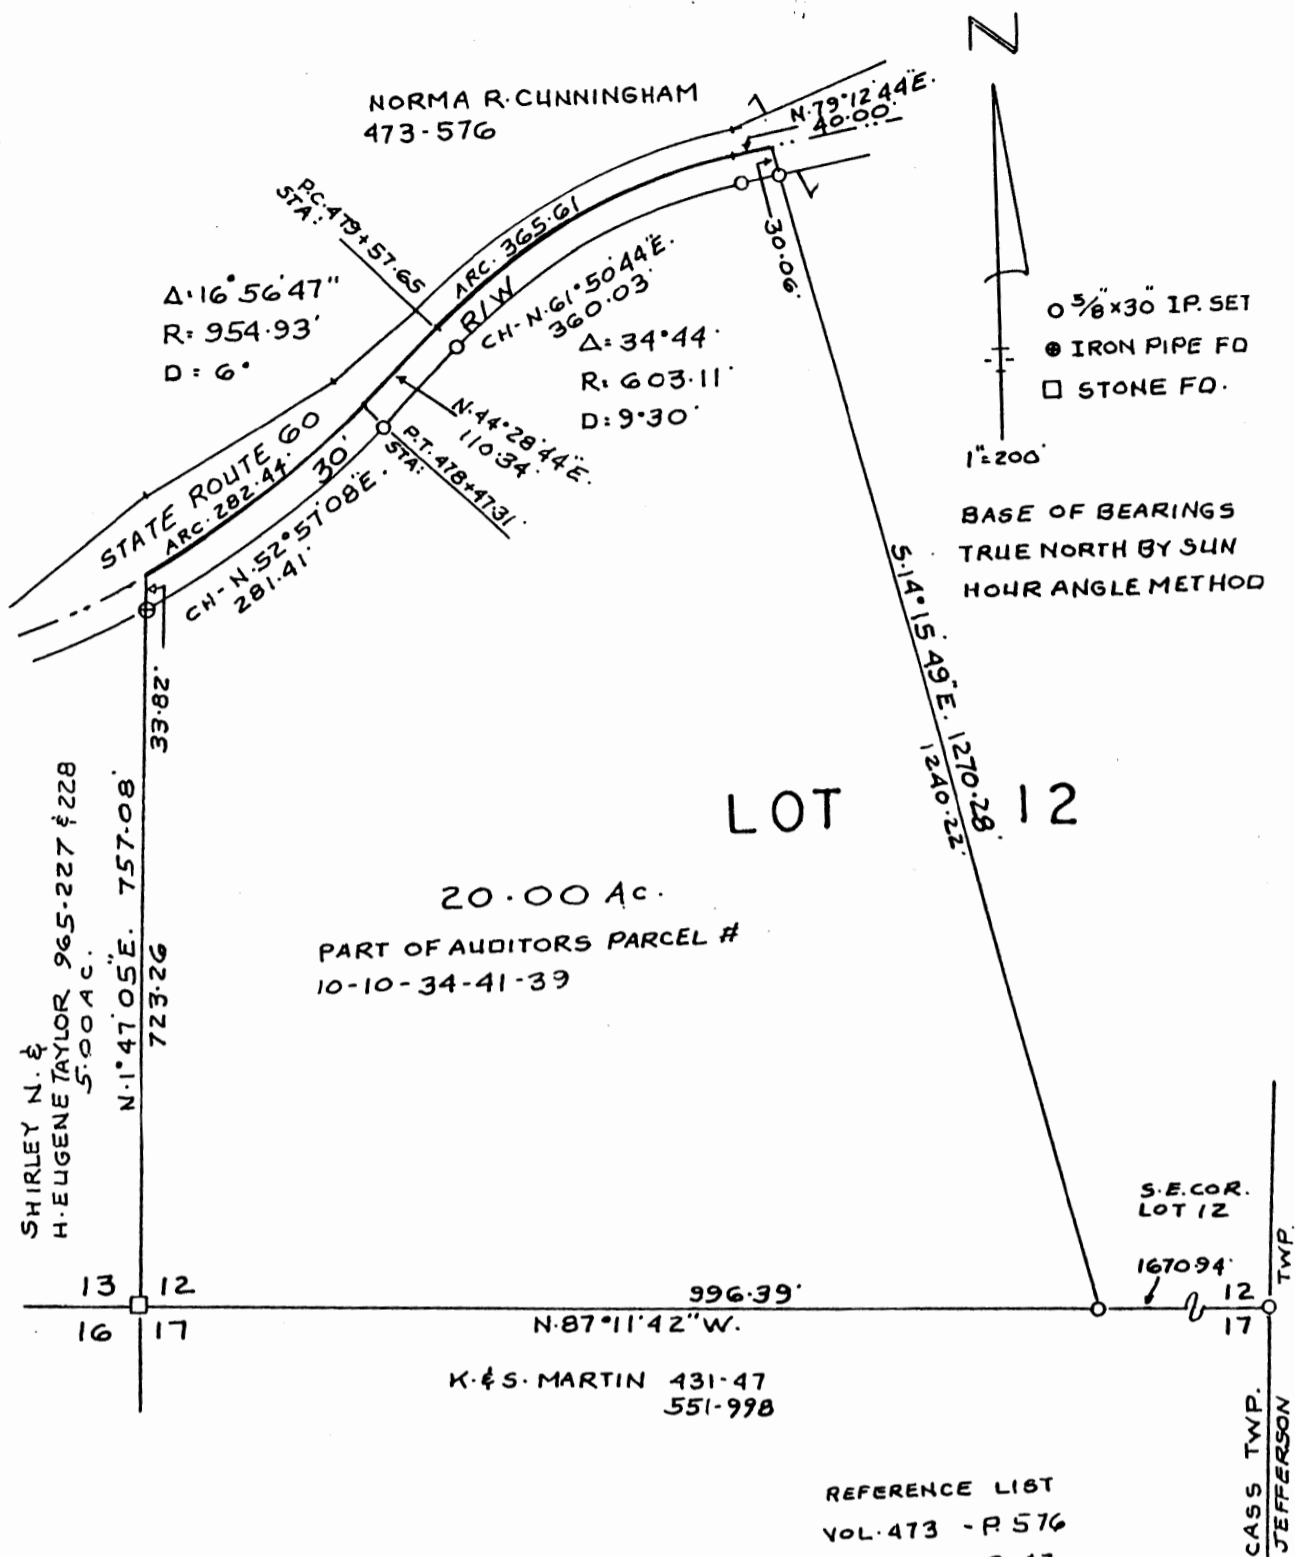 N
NORMA R. CUNNINGHAM
473-576
N.79°12'44"E.
40.00'
P.C. 479+57.65
STA:
ARC. 365.61
30.06'
Δ: 16°56'47"
R: 954.93'
D: 6°
R/W
CH-N.61°50'44"E.
360.03'
Δ: 34°44'
R: 603.11'
D: 9°30'
O 5/8"x30" I.P. SET
⊕ IRON PIPE FD
□ STONE FD.
1"=200'
N.44°28'44"E.
110.34'
P.T. 478+47.31
STA:
STATE ROUTE 60
ARC. 282.44'
30'
CH-N.52°57'08"E.
281.41'
BASE OF BEARINGS
TRUE NORTH BY SUN
HOUR ANGLE METHOD
S.14°15'49"E. 1270.28'
1240.22'
33.82'
LOT 12
20.00 Ac.
PART OF AUDITORS PARCEL #
10-10-34-41-39
SHIRLEY N. &
H. EUGENE TAYLOR 965-227 & 228
5.00 AC.
N.1°47'05"E. 757.08'
723.26
S.E. COR.
LOT 12
1670.94'
13 12
16 17
996.39'
N.87°11'42"W.
12
17
TWP.
K. & S. MARTIN 431-47
551-998
CASS TWP.
JEFFERSON
REFERENCE LIST
VOL. 473 - P. 576